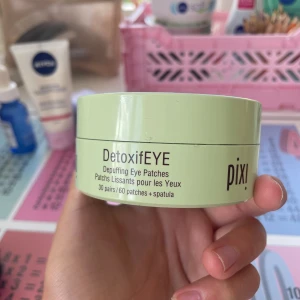 NIVEA
DetoxifEYE
Depuffing Eye Patches
Patchs Lissants pour les Yeux
30 pairs/60 patches + spatula
pixi